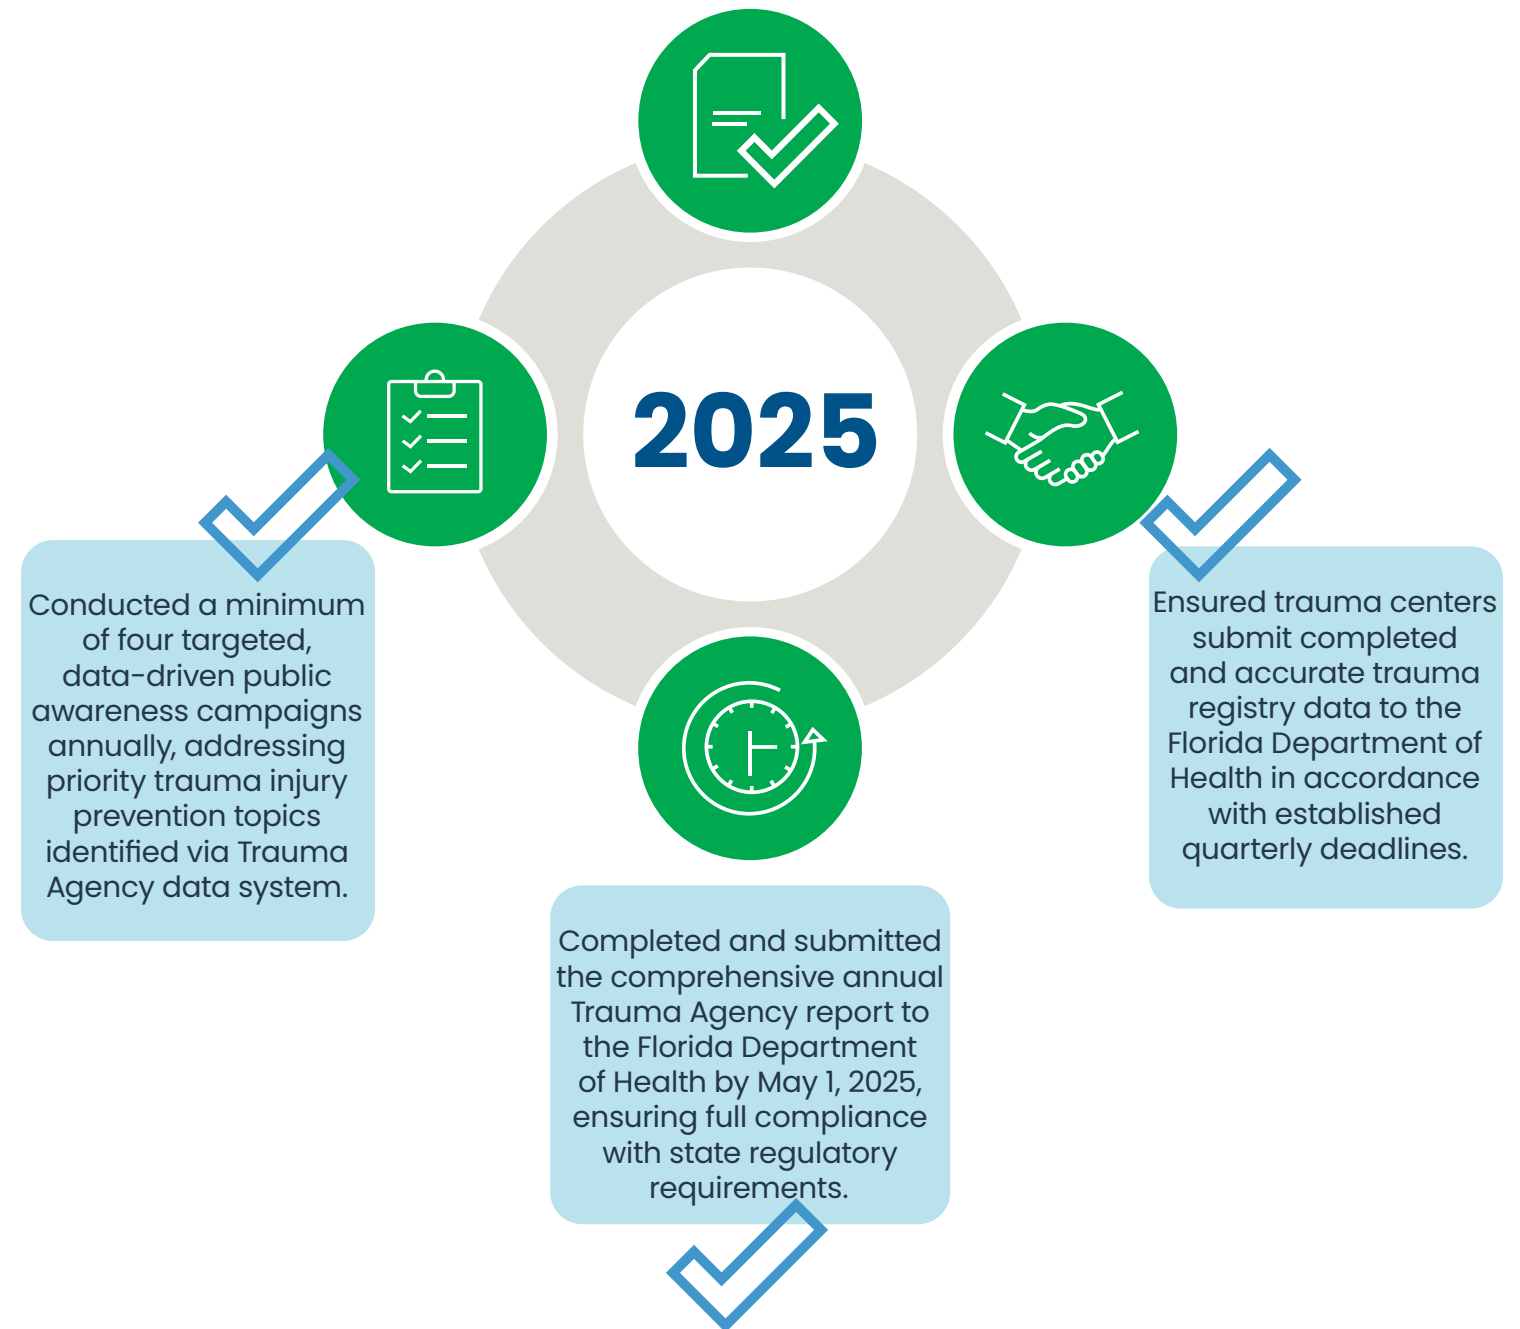 2025
Conducted a minimum
of four targeted,
data-driven public
awareness campaigns
annually, addressing
priority trauma injury
prevention topics
identified via Trauma
Agency data system.
Ensured trauma centers
submit completed
and accurate trauma
registry data to the
Florida Department of
Health in accordance
with established
quarterly deadlines.
Completed and submitted
the comprehensive annual
Trauma Agency report to
the Florida Department
of Health by May 1, 2025,
ensuring full compliance
with state regulatory
requirements.